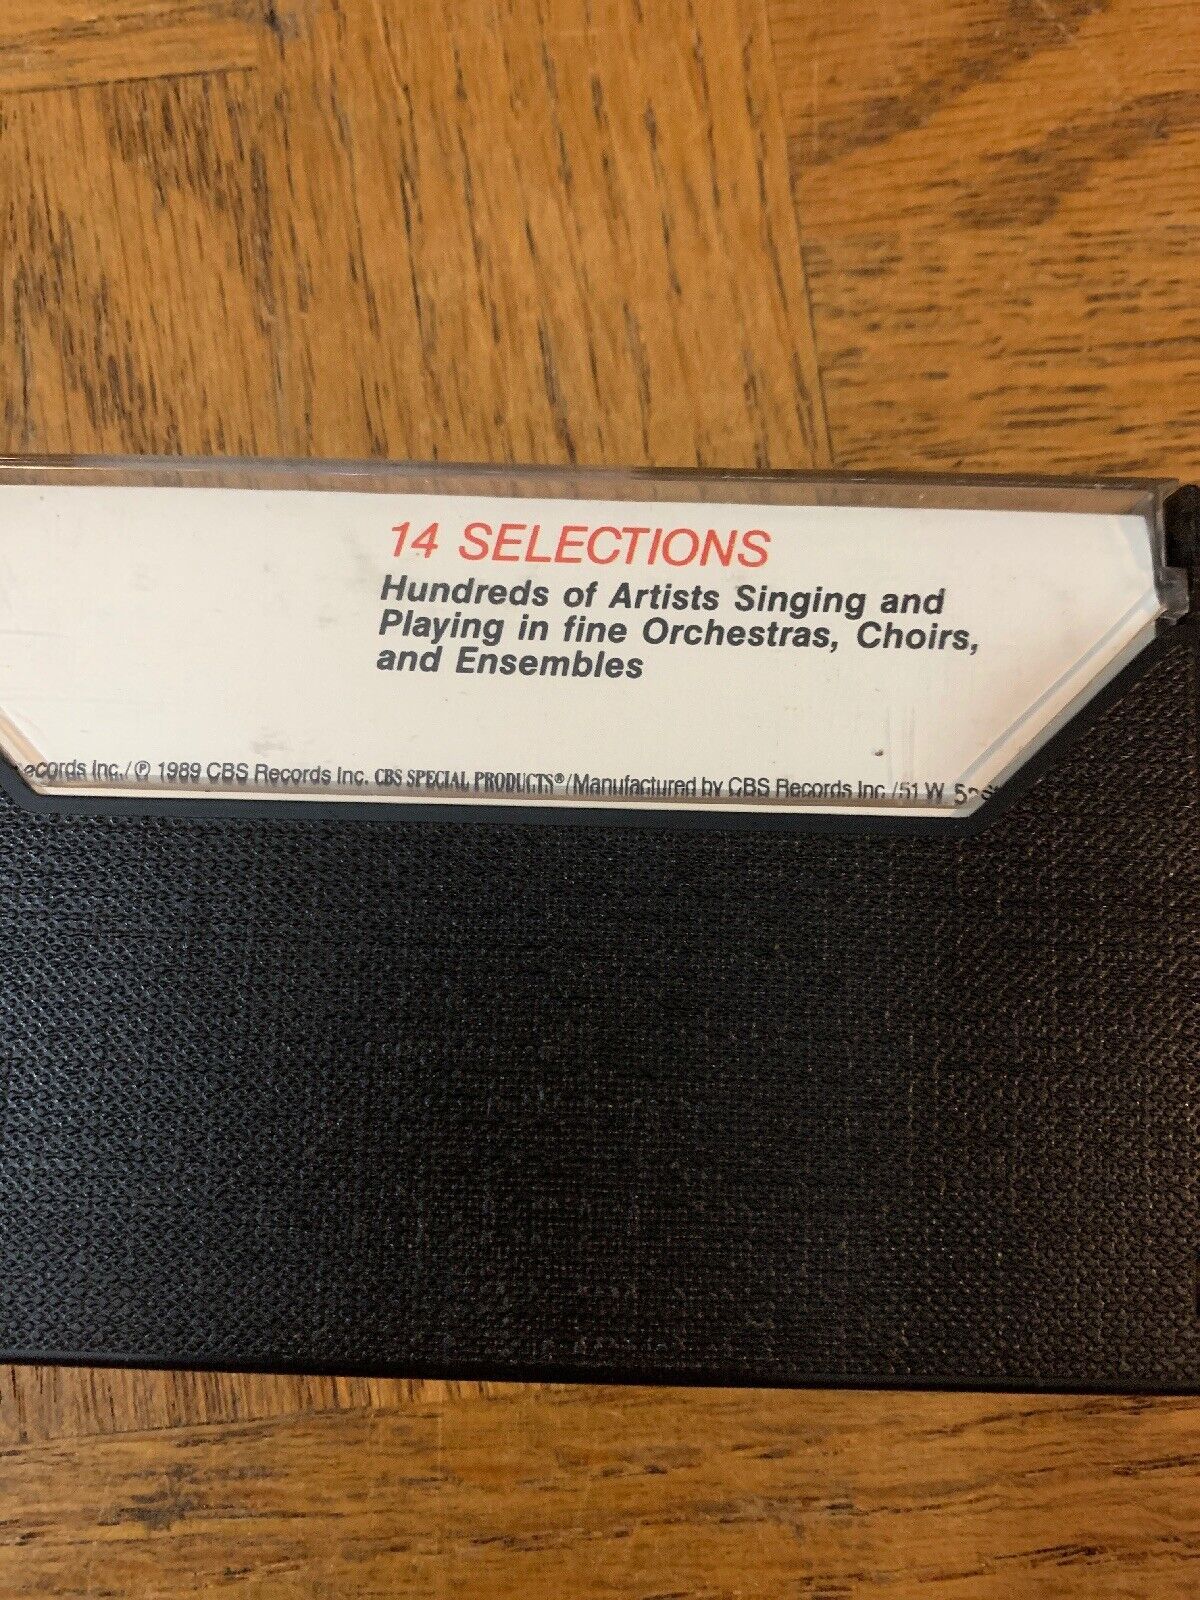 14 SELECTIONS
Hundreds of Artists Singing and
Playing in fine Orchestras, Choirs,
and Ensembles
Inc./℗ 1989 CBS Records Inc. CBS SPECIAL PRODUCTS®/Manufactured by CBS Records Inc./51 W.